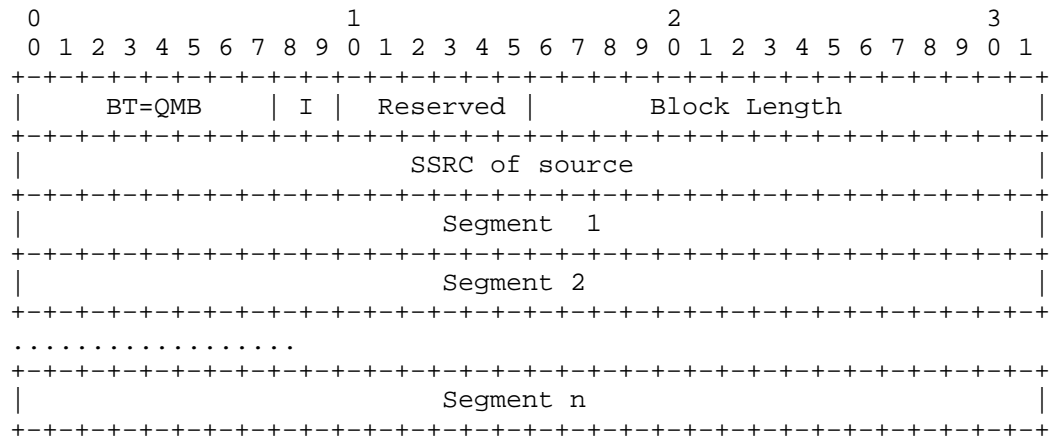 0                   1                   2                   3
 0 1 2 3 4 5 6 7 8 9 0 1 2 3 4 5 6 7 8 9 0 1 2 3 4 5 6 7 8 9 0 1
+-+-+-+-+-+-+-+-+-+-+-+-+-+-+-+-+-+-+-+-+-+-+-+-+-+-+-+-+-+-+-+-+
|     BT=QMB    | I |  Reserved |       Block Length            |
+-+-+-+-+-+-+-+-+-+-+-+-+-+-+-+-+-+-+-+-+-+-+-+-+-+-+-+-+-+-+-+-+
|                        SSRC of source                         |
+-+-+-+-+-+-+-+-+-+-+-+-+-+-+-+-+-+-+-+-+-+-+-+-+-+-+-+-+-+-+-+-+
|                          Segment  1                           |
+-+-+-+-+-+-+-+-+-+-+-+-+-+-+-+-+-+-+-+-+-+-+-+-+-+-+-+-+-+-+-+-+
|                          Segment 2                            |
+-+-+-+-+-+-+-+-+-+-+-+-+-+-+-+-+-+-+-+-+-+-+-+-+-+-+-+-+-+-+-+-+
..................
+-+-+-+-+-+-+-+-+-+-+-+-+-+-+-+-+-+-+-+-+-+-+-+-+-+-+-+-+-+-+-+-+
|                          Segment n                            |
+-+-+-+-+-+-+-+-+-+-+-+-+-+-+-+-+-+-+-+-+-+-+-+-+-+-+-+-+-+-+-+-+